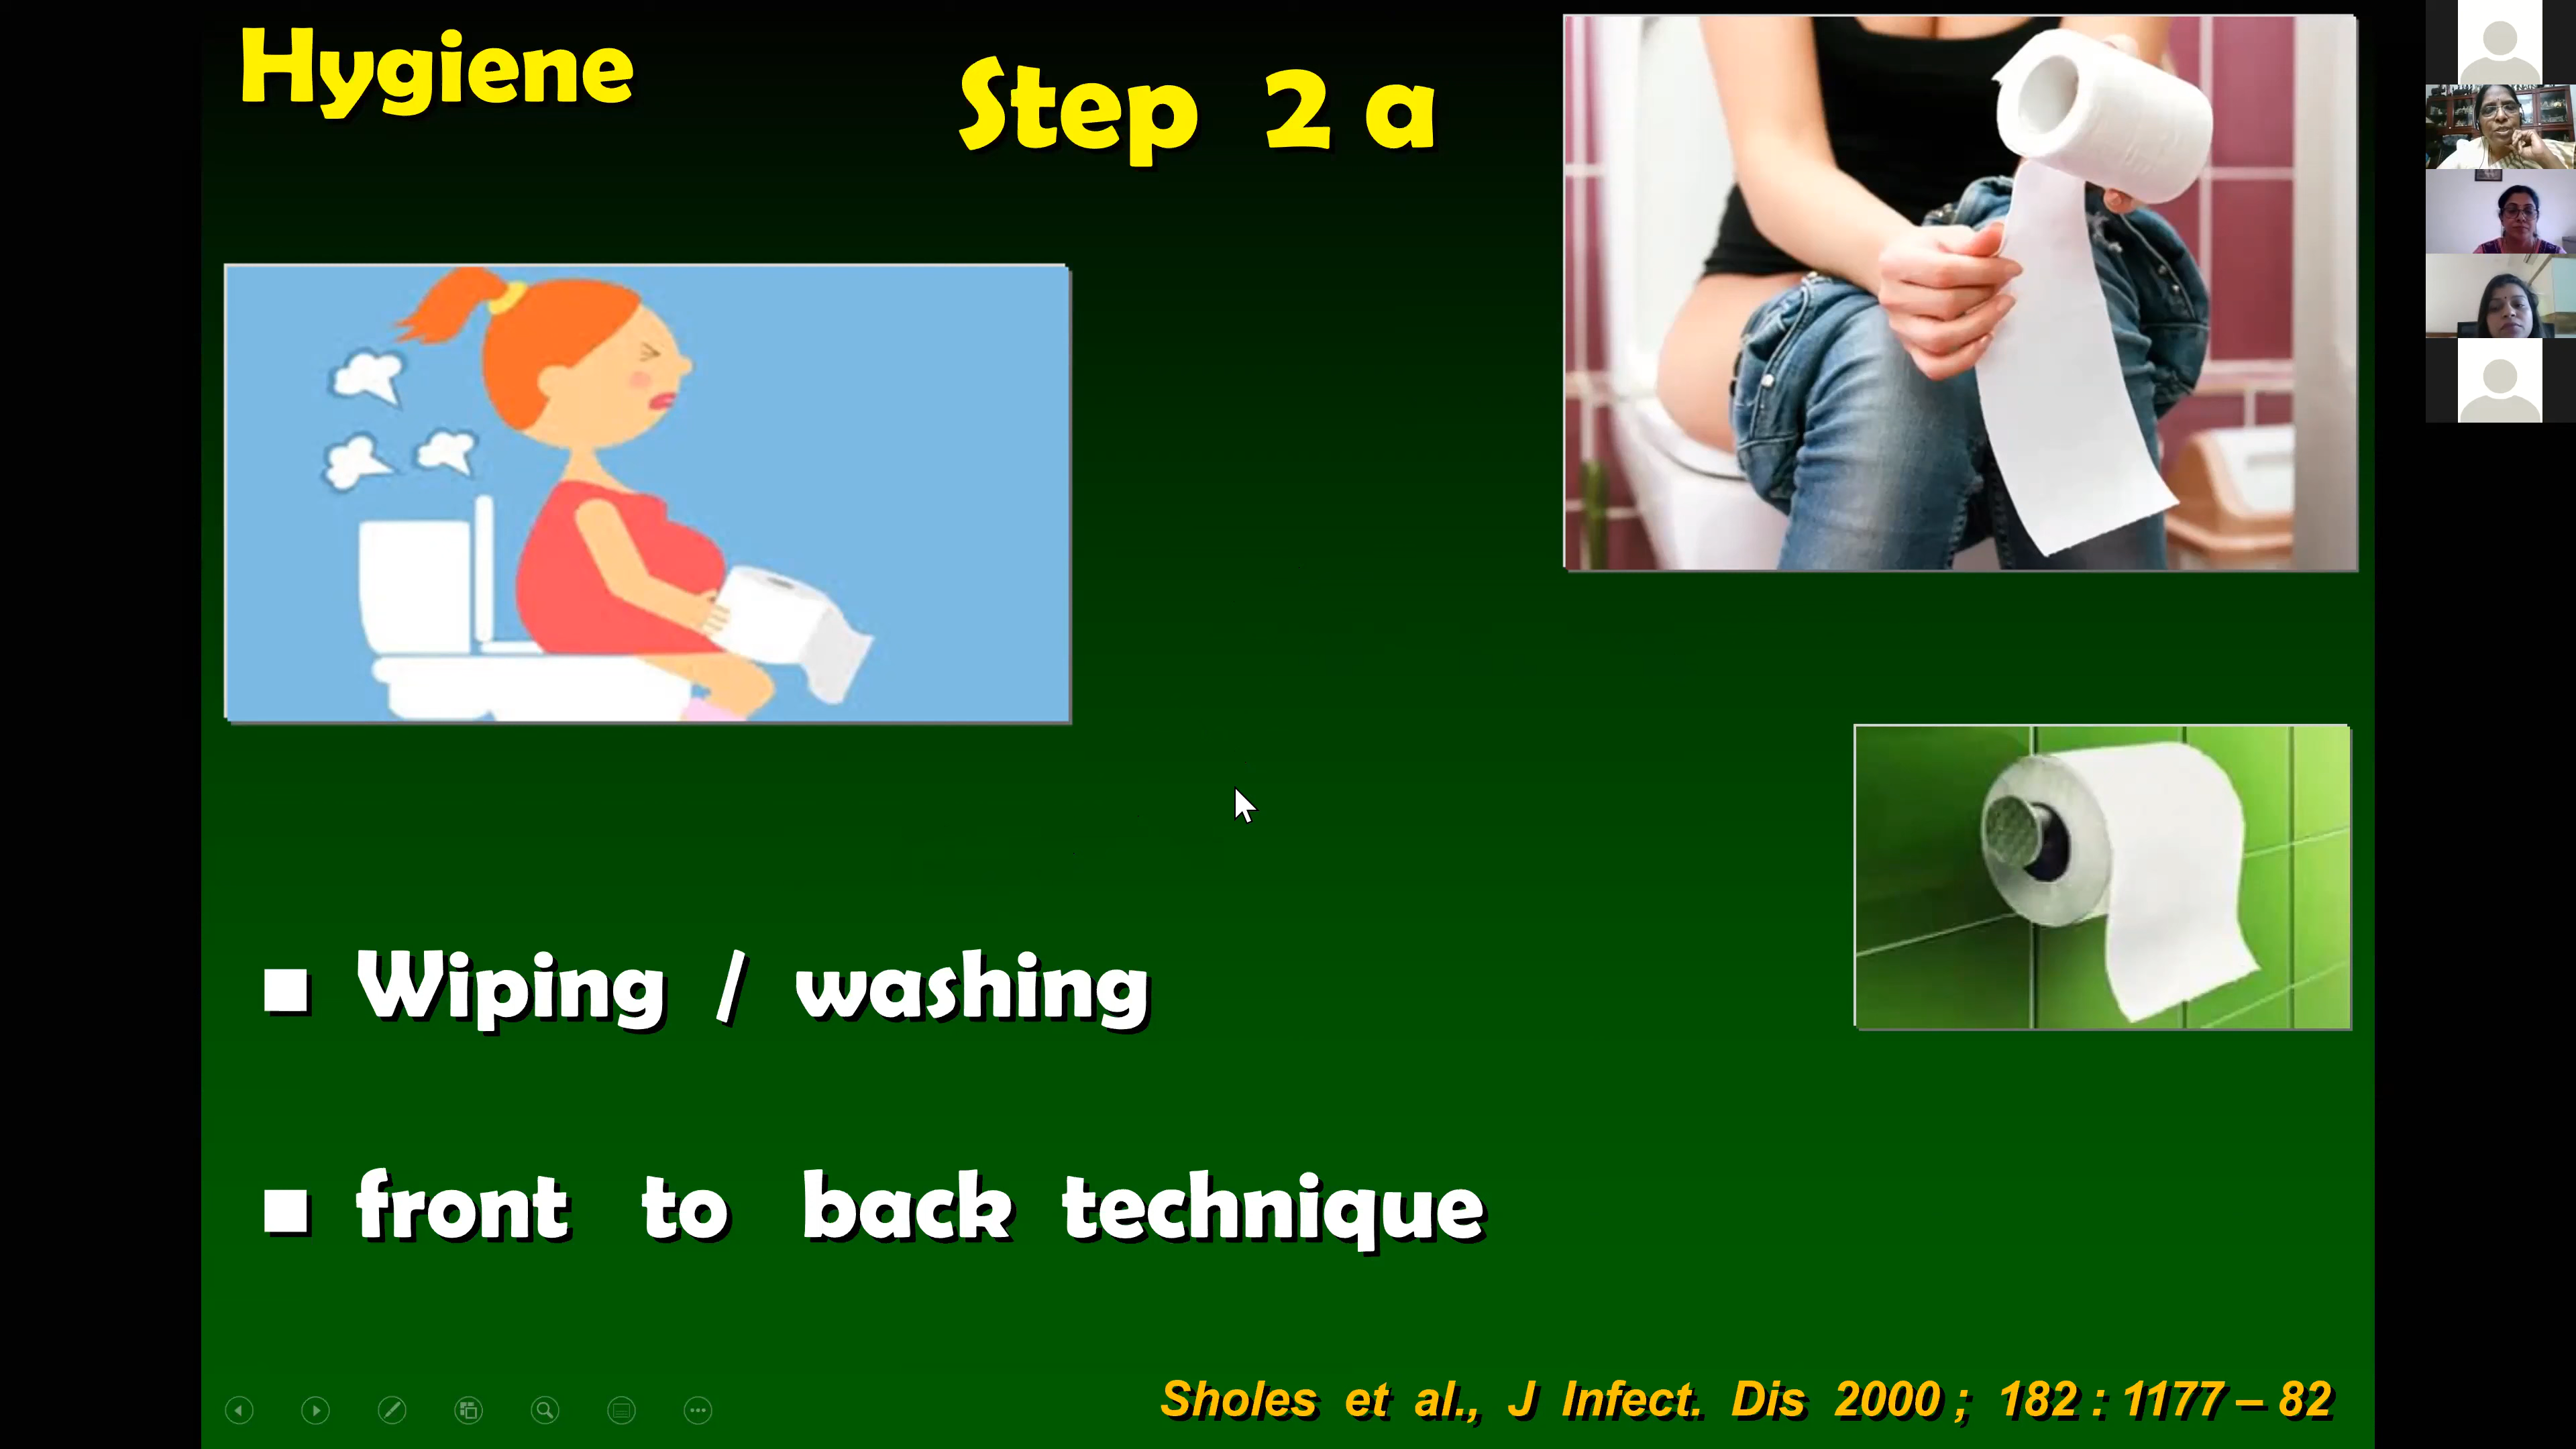 Hygiene
Step 2 a
Wiping / washing
front to back technique
Sholes et al., J Infect. Dis 2000 ; 182 : 1177 – 82